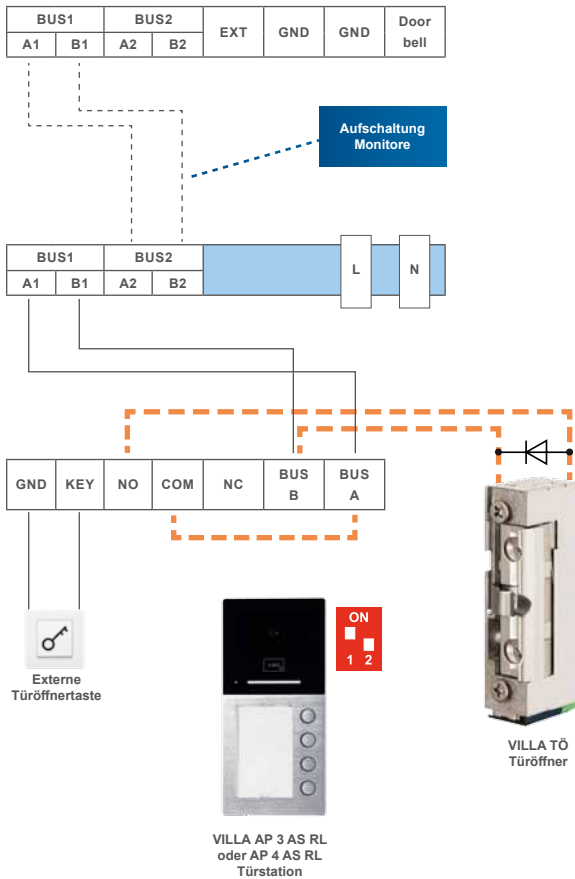 BUS1 BUS2 EXT GND GND Door
bell
A1 B1 A2 B2
Aufschaltung
Monitore
BUS1 BUS2 L N
A1 B1 A2 B2
GND KEY NO COM NC BUS
B BUS
A
ON
1 2
Externe
Türöffnertaste
VILLA TÖ
Türöffner
VILLA AP 3 AS RL
oder AP 4 AS RL
Türstation